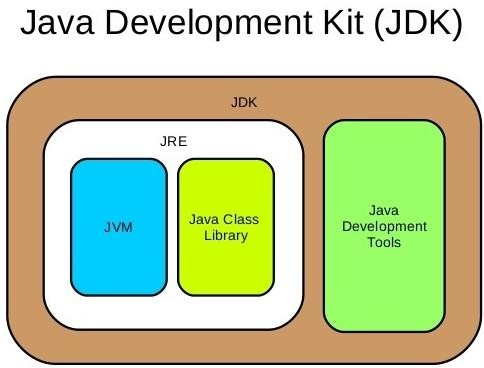 Java Development Kit (JDK)
JDK
JRE
JVM
Java Class
Library
Java
Development
Tools